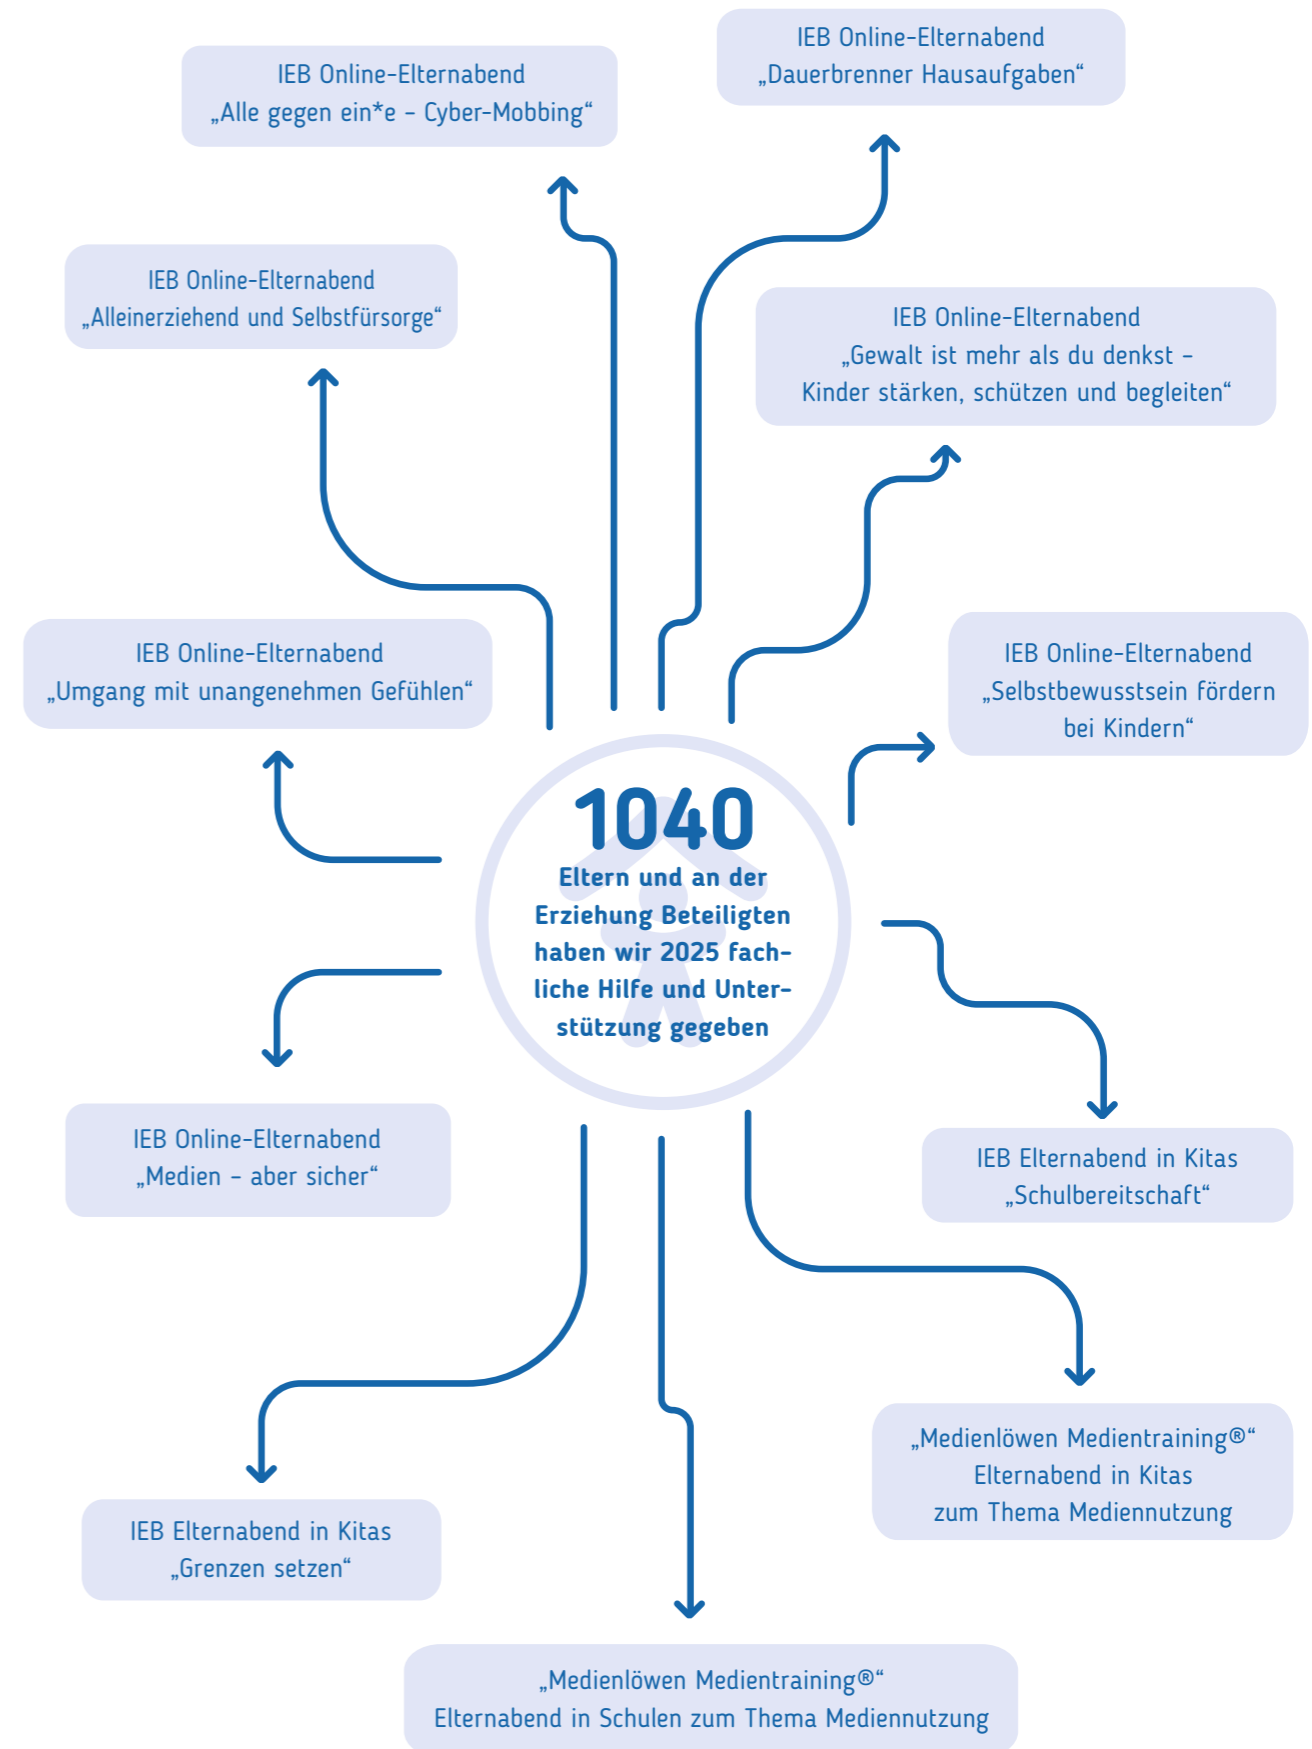 IEB Online-Elternabend
„Dauerbrenner Hausaufgaben“
IEB Online-Elternabend
„Alle gegen ein*e – Cyber-Mobbing“
IEB Online-Elternabend
„Alleinerziehend und Selbstfürsorge“
IEB Online-Elternabend
„Gewalt ist mehr als du denkst –
Kinder stärken, schützen und begleiten“
IEB Online-Elternabend
„Umgang mit unangenehmen Gefühlen“
IEB Online-Elternabend
„Selbstbewusstsein fördern
bei Kindern“
1040
Eltern und an der
Erziehung Beteiligten
haben wir 2025 fach-
liche Hilfe und Unter-
stützung gegeben
IEB Online-Elternabend
„Medien – aber sicher“
IEB Elternabend in Kitas
„Schulbereitschaft“
„Medienlöwen Medientraining®“
Elternabend in Kitas
zum Thema Mediennutzung
IEB Elternabend in Kitas
„Grenzen setzen“
„Medienlöwen Medientraining®“
Elternabend in Schulen zum Thema Mediennutzung